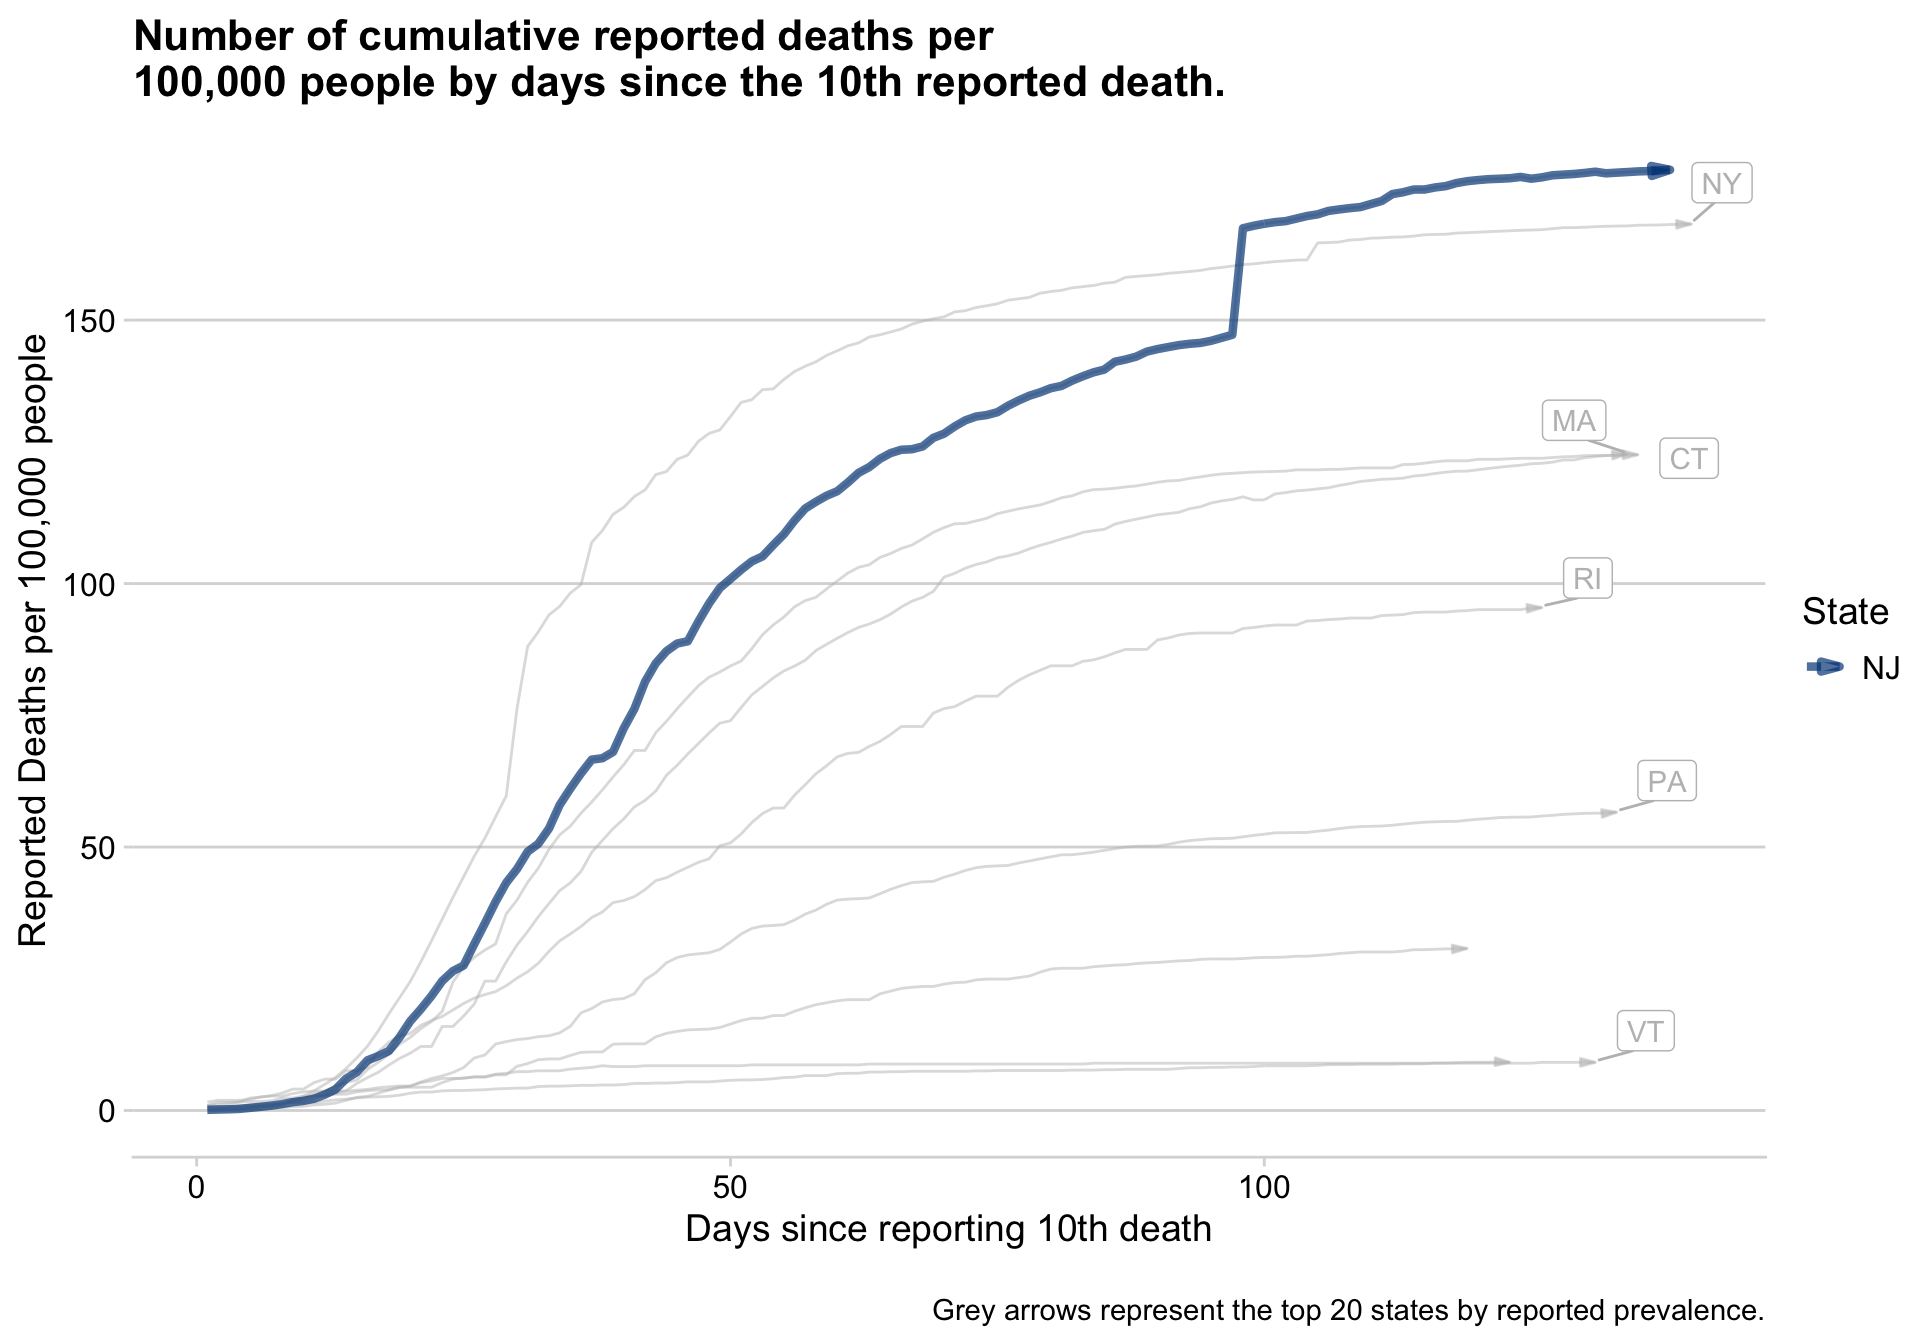 Number of cumulative reported deaths per
100,000 people by days since the 10th reported death.
Reported Deaths per 100,000 people
150
100
50
0
NY
MA
CT
RI
PA
VT
State
NJ
0
50
100
Days since reporting 10th death
Grey arrows represent the top 20 states by reported prevalence.